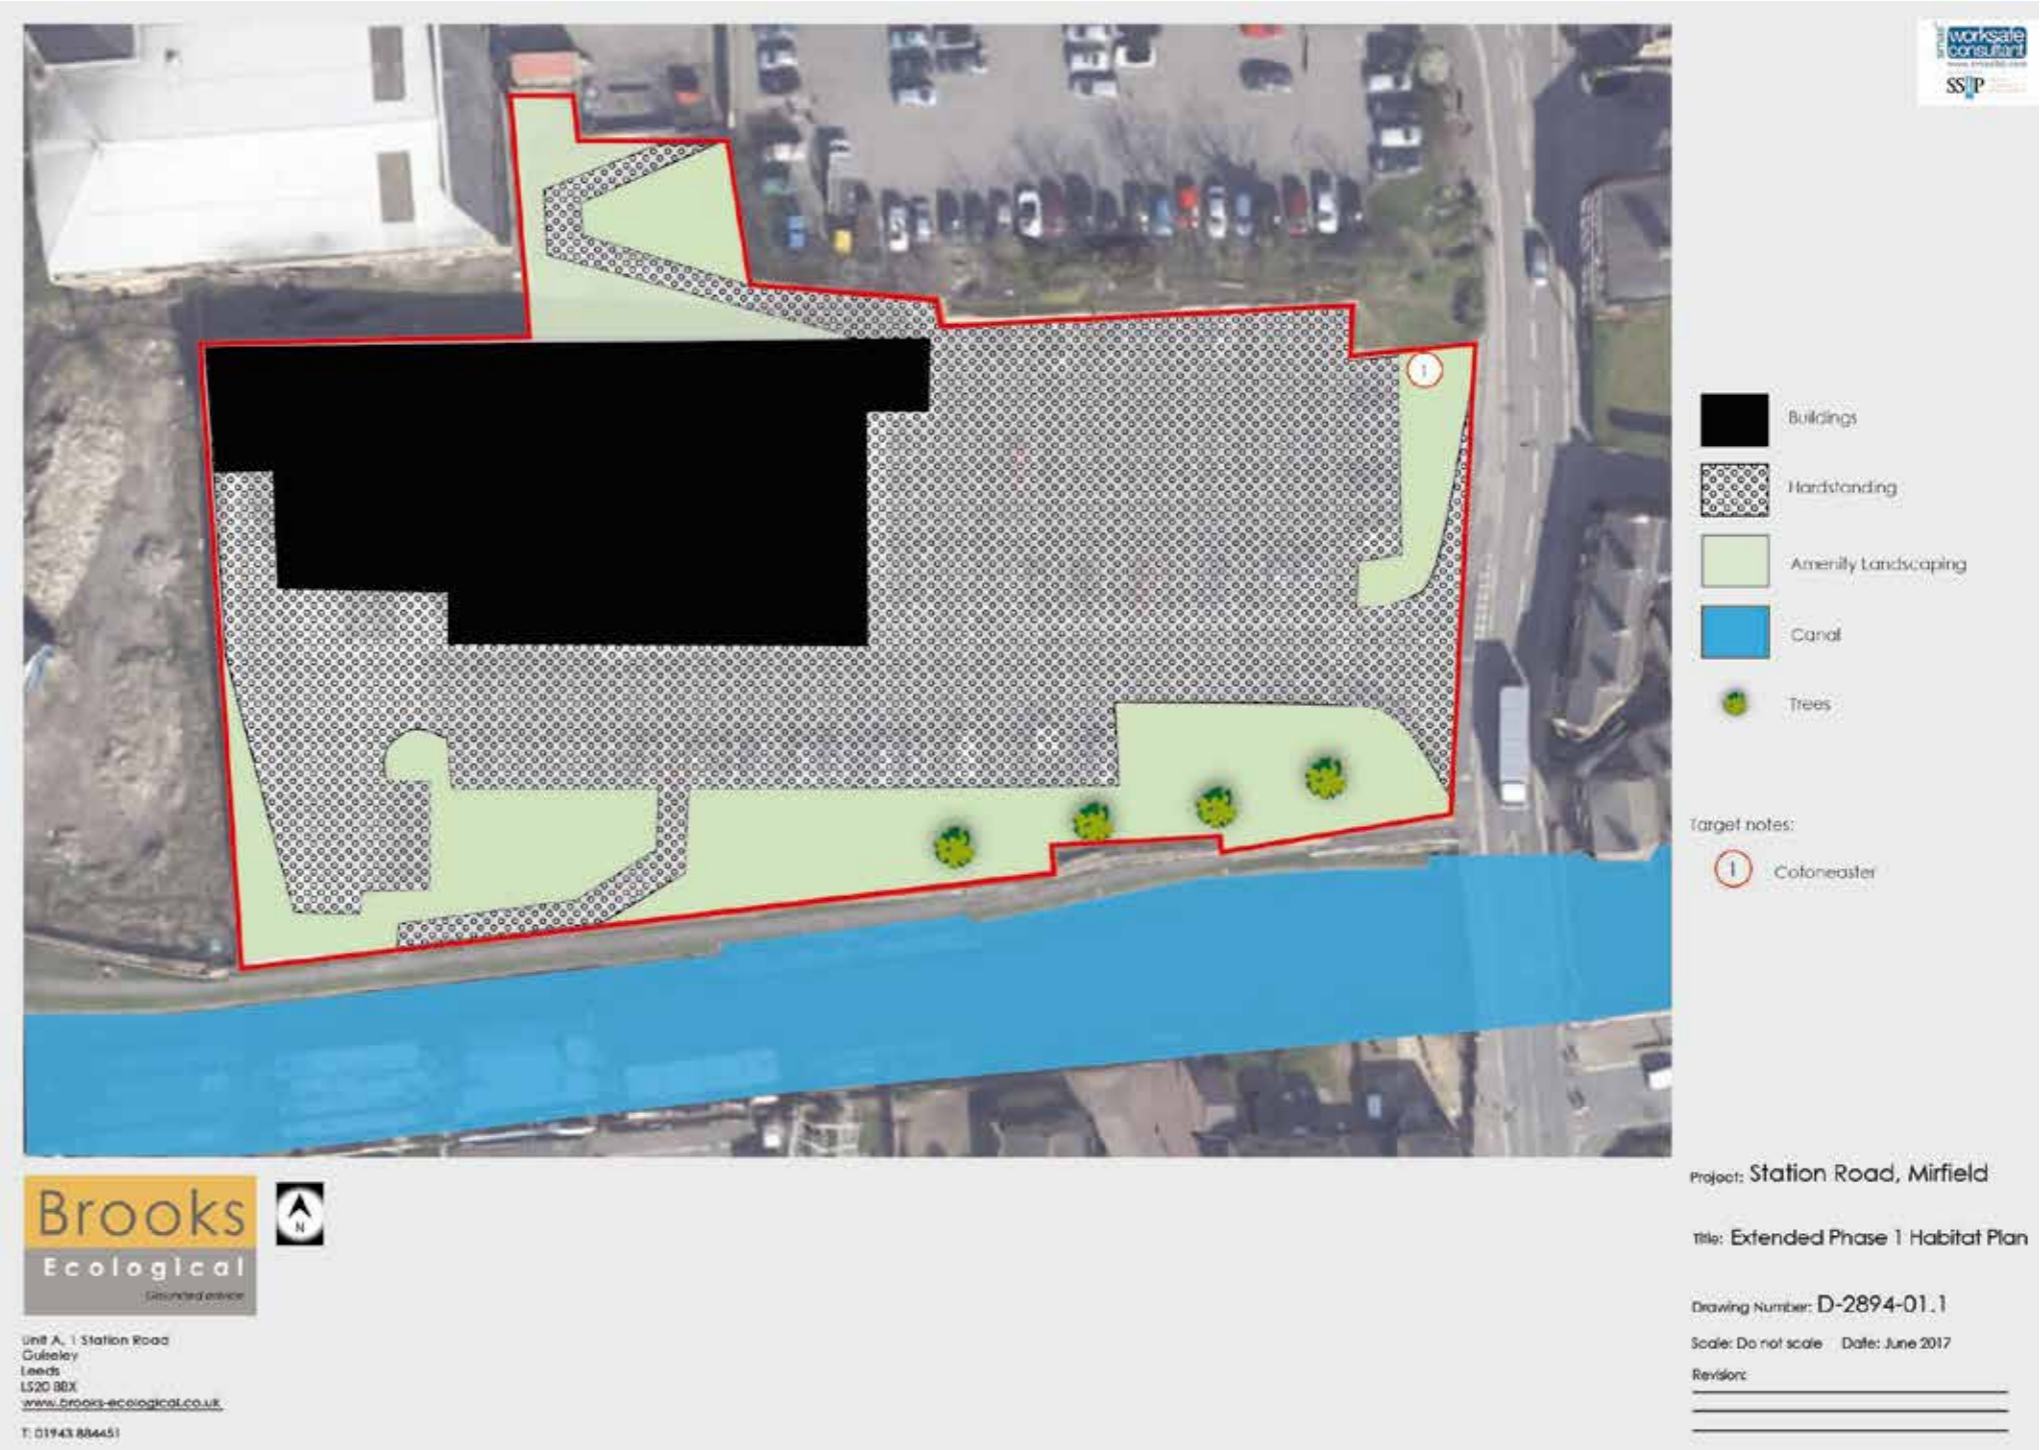 worksafe
consultant
SSIP
1
Buildings
Hardstanding
Amenity Landscaping
Canal
Trees
Target notes:
1 Cotoneaster
Project: Station Road, Mirfield
Title: Extended Phase 1 Habitat Plan
Drawing Number: D-2894-01.1
Scale: Do not scale Date: June 2017
Revision:
Brooks
Ecological
N
Unit A, 1 Station Road
Guiseley
Leeds
LS20 8BX
www.brooks-ecological.co.uk
T: 01943 884451